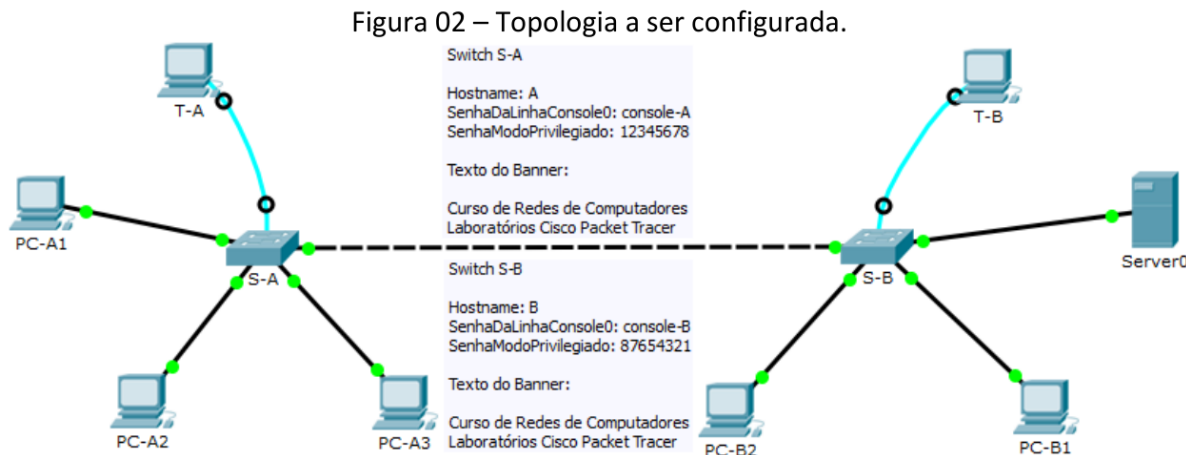 Figura 02 – Topologia a ser configurada.
Switch S-A
Hostname: A
SenhaDaLinhaConsole0: console-A
SenhaModoPrivilegiado: 12345678
Texto do Banner:
Curso de Redes de Computadores
Laboratórios Cisco Packet Tracer
T-A
T-B
PC-A1
S-A
S-B
Server0
Switch S-B
Hostname: B
SenhaDaLinhaConsole0: console-B
SenhaModoPrivilegiado: 87654321
Texto do Banner:
Curso de Redes de Computadores
Laboratórios Cisco Packet Tracer
PC-A2
PC-A3
PC-B2
PC-B1